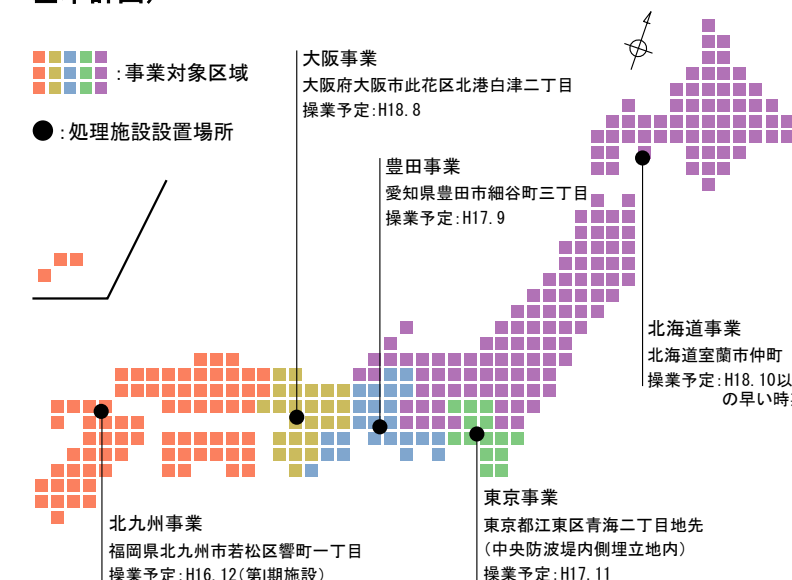 :事業対象区域
:処理施設設置場所
大阪事業
大阪府大阪市此花区北港白津二丁目
操業予定:H18.8
豊田事業
愛知県豊田市細谷町三丁目
操業予定:H17.9
北海道事業
北海道室蘭市仲町
操業予定:H18.10以
の早い時
北九州事業
福岡県北九州市若松区響町一丁目
操業予定:H16.12(第Ⅰ期施設)
東京事業
東京都江東区青海二丁目地先
(中央防波堤内側埋立地内)
操業予定:H17.11